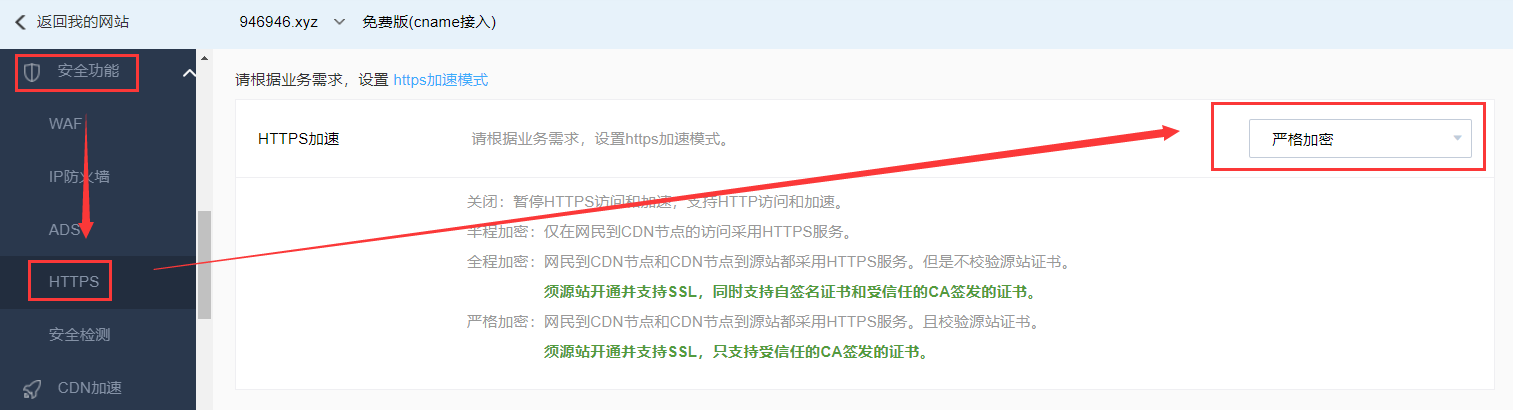 返回我的网站
946946.xyz 免费版(cname接入)
安全功能
WAF
IP防火墙
ADS
HTTPS
安全检测
CDN加速
请根据业务需求，设置 https加速模式
HTTPS加速 请根据业务需求，设置https加速模式。 严格加密
关闭：暂停HTTPS访问和加速，支持HTTP访问和加速。
半程加密：仅在网民到CDN节点的访问采用HTTPS服务。
全程加密：网民到CDN节点和CDN节点到源站都采用HTTPS服务。但是不校验源站证书。
须源站开通并支持SSL，同时支持自签名证书和受信任的CA签发的证书。
严格加密：网民到CDN节点和CDN节点到源站都采用HTTPS服务。且校验源站证书。
须源站开通并支持SSL，只支持受信任的CA签发的证书。